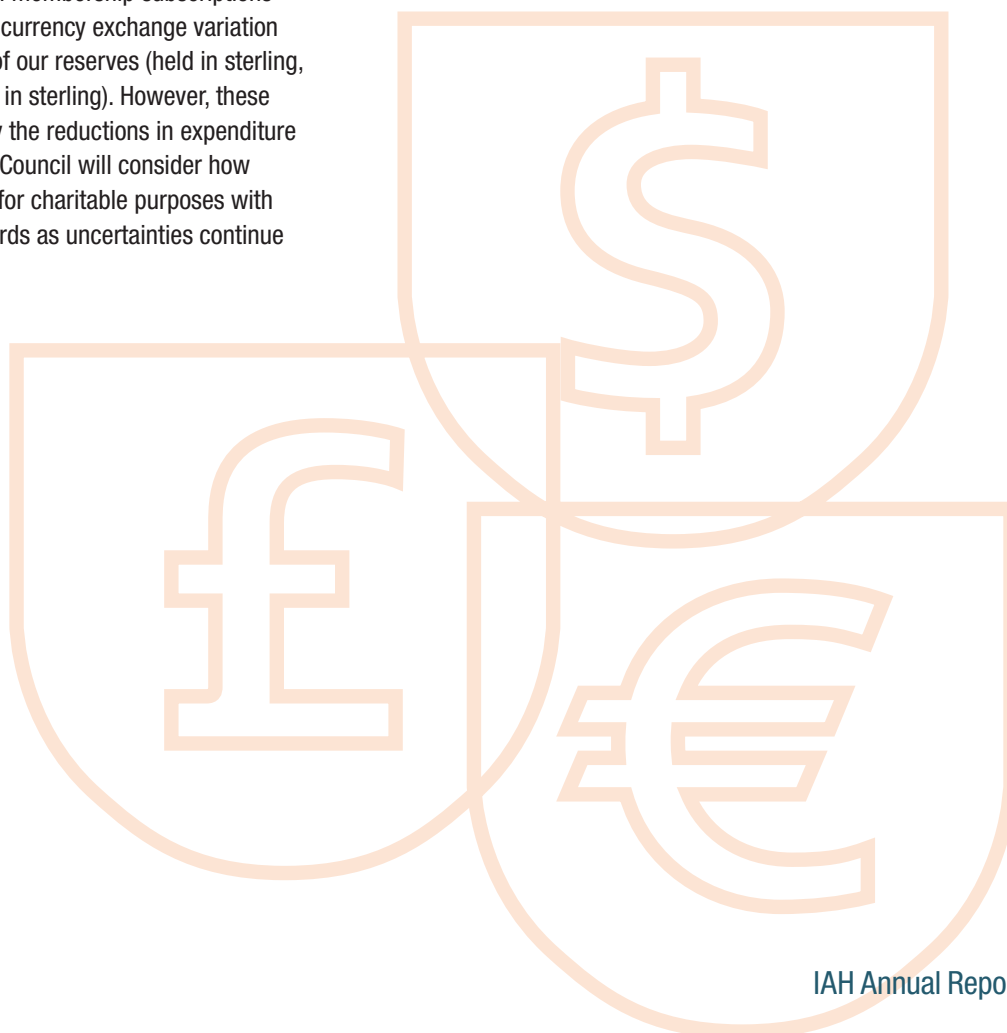 membership subscriptions
currency exchange variation
of our reserves (held in sterling,
in sterling). However, these
the reductions in expenditure
Council will consider how
for charitable purposes with
rds as uncertainties continue
$
£
€
IAH Annual Repo